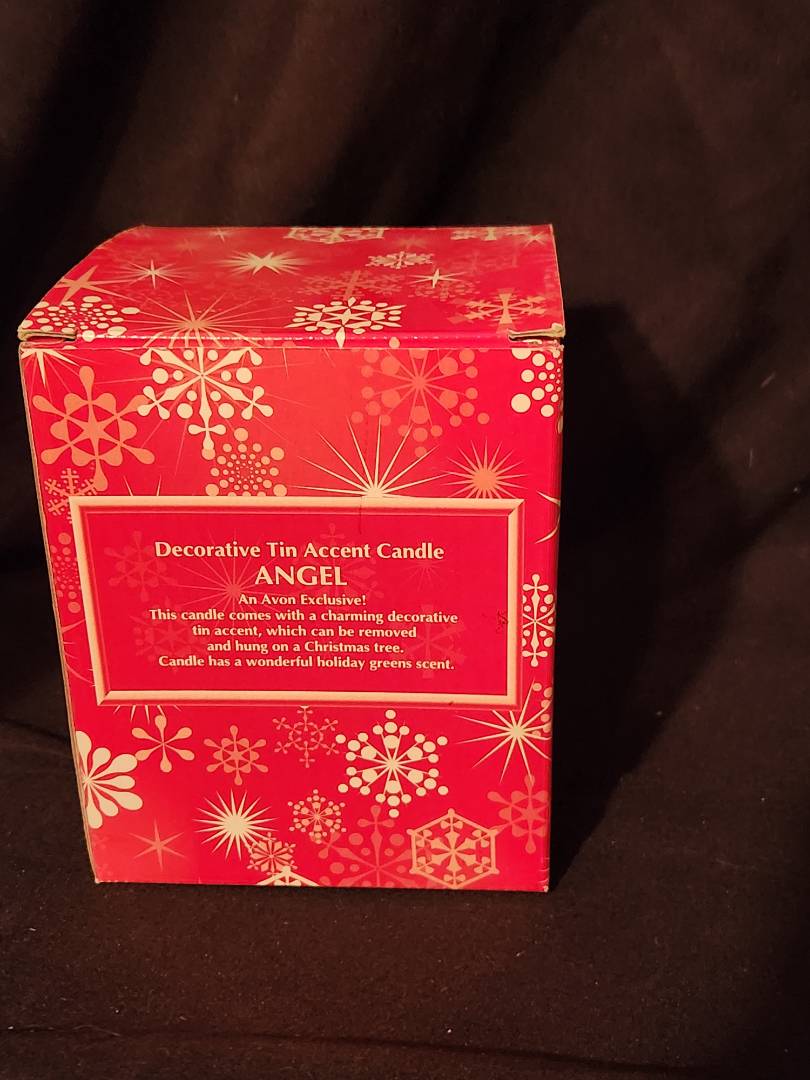 Decorative Tin Accent Candle
ANGEL
An Avon Exclusive!
This candle comes with a charming decorative
tin accent, which can be removed
and hung on a Christmas tree.
Candle has a wonderful holiday greens scent.